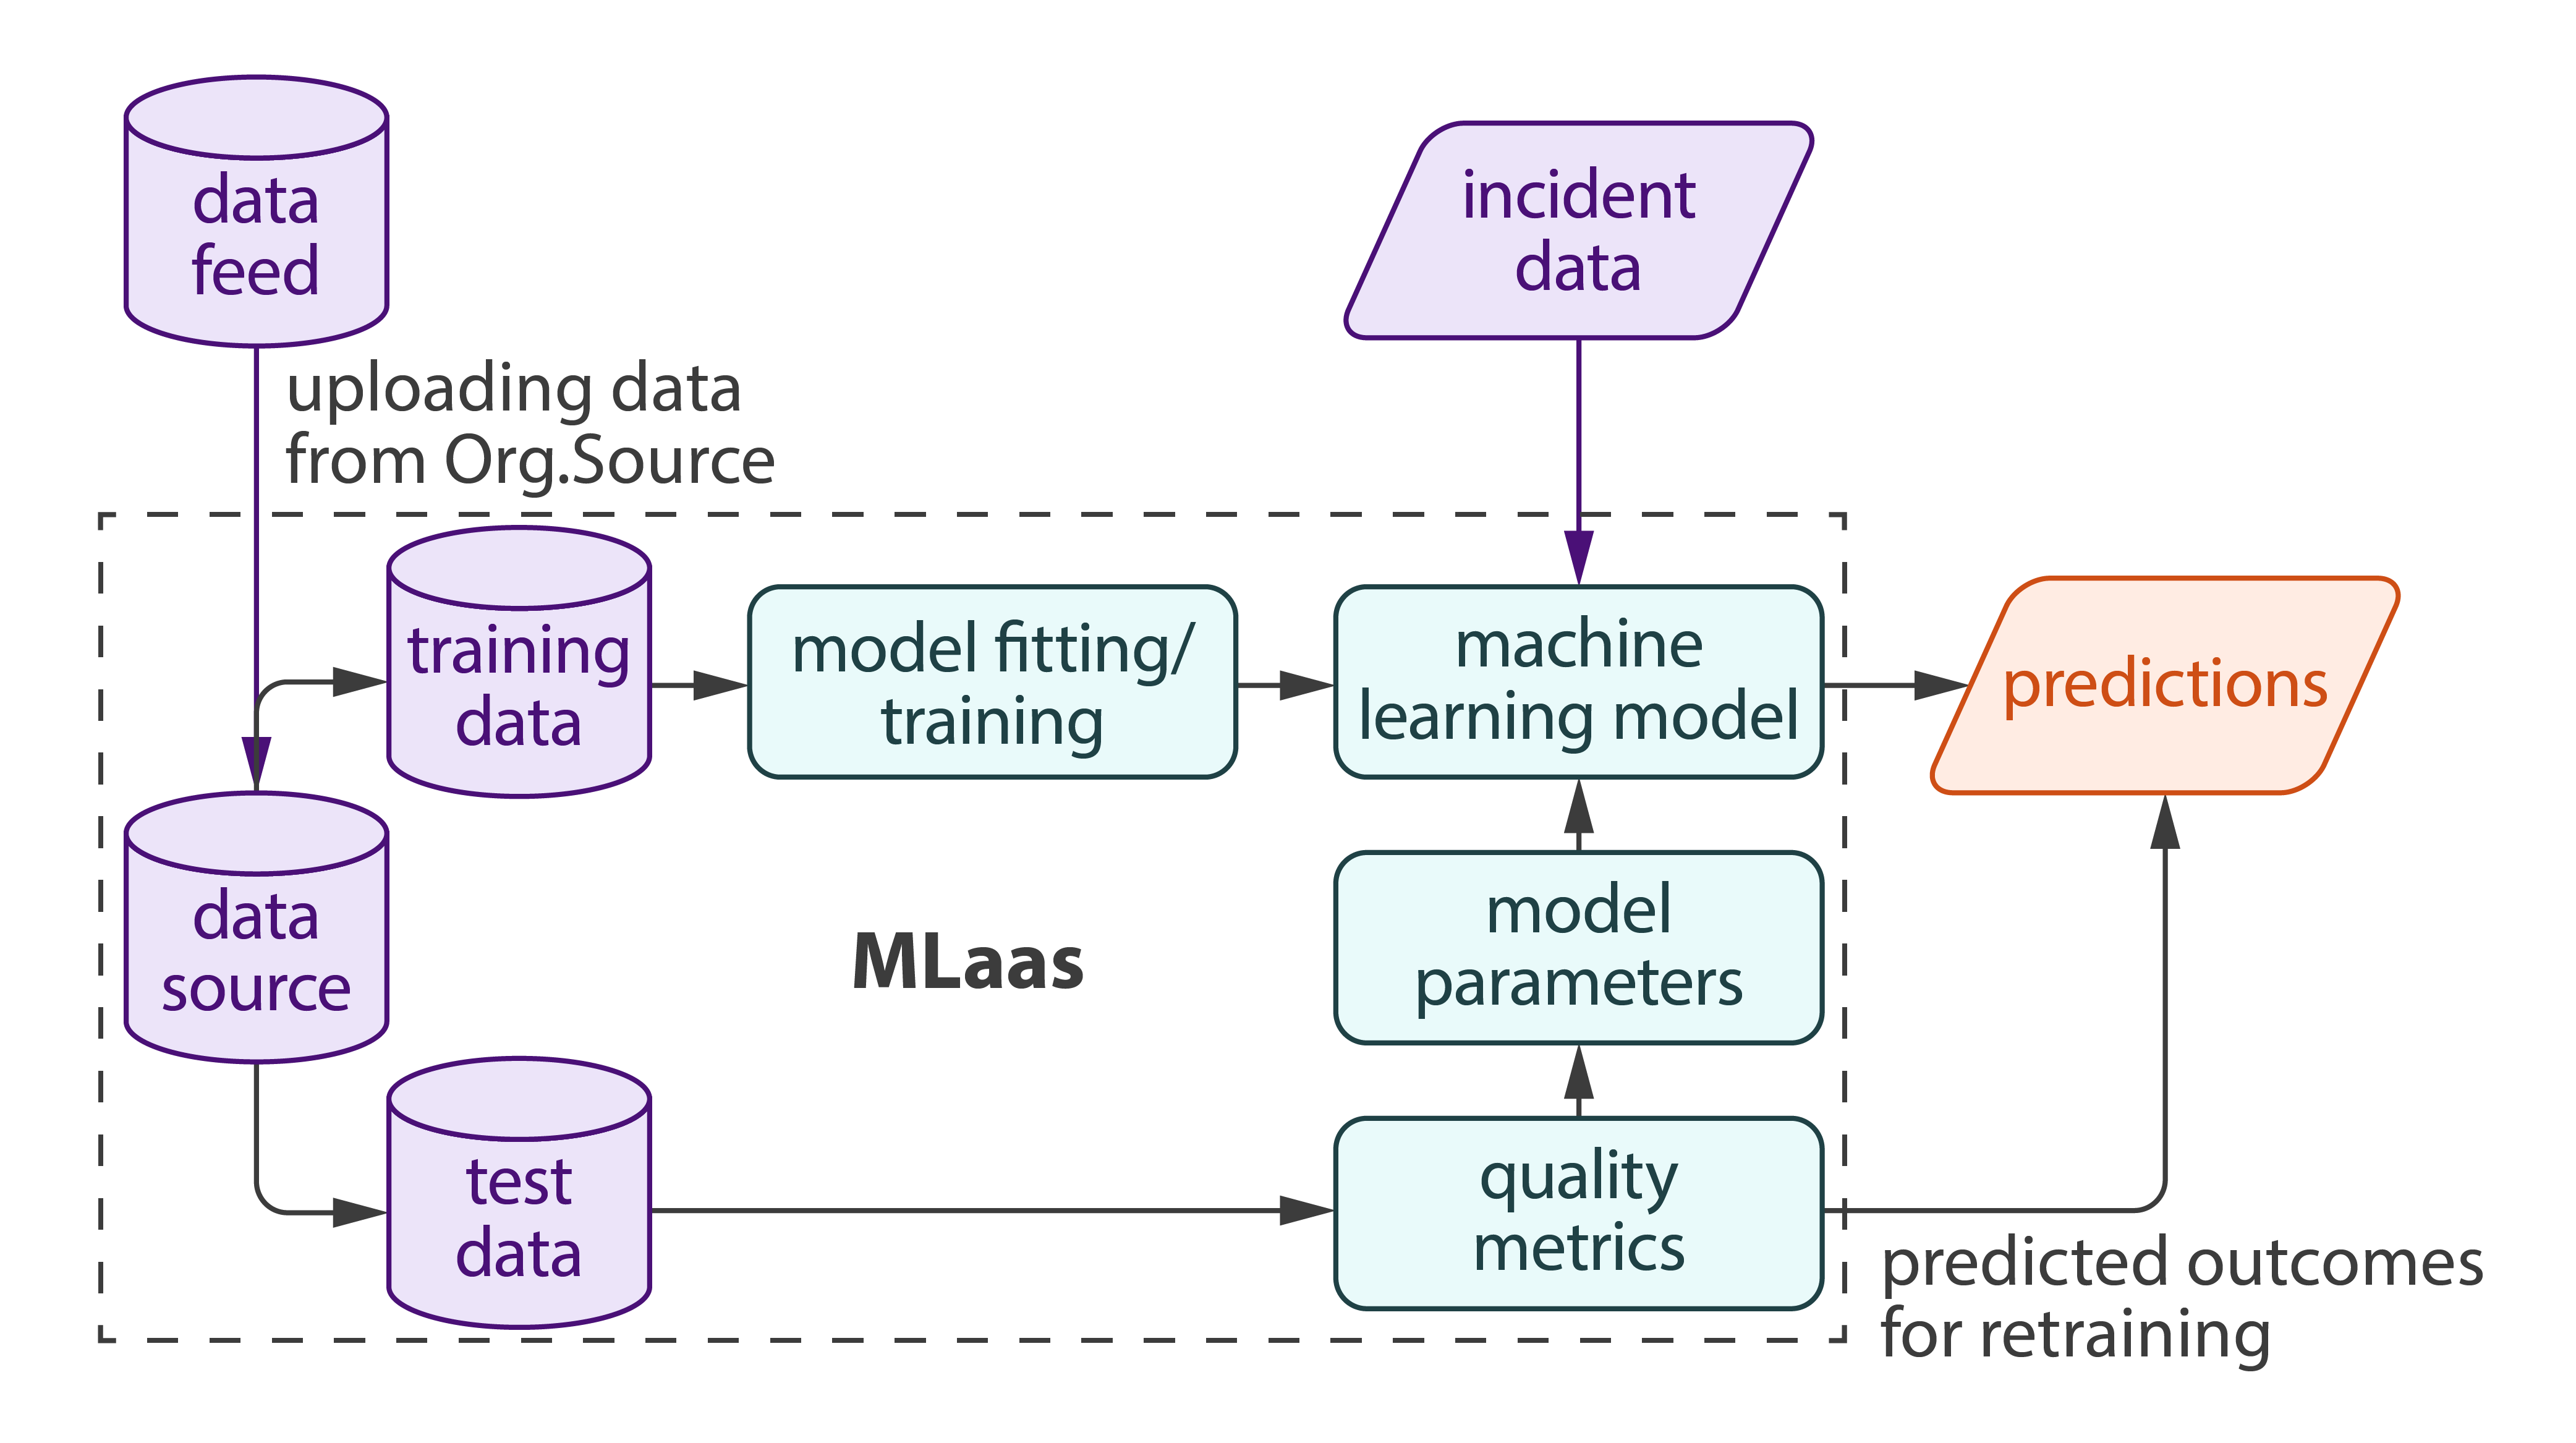 data
feed
incident
data
uploading data
from Org.Source
training
data
model fitting/
training
machine
learning model
predictions
data
source
MLaas
model
parameters
test
data
quality
metrics
predicted outcomes
for retraining